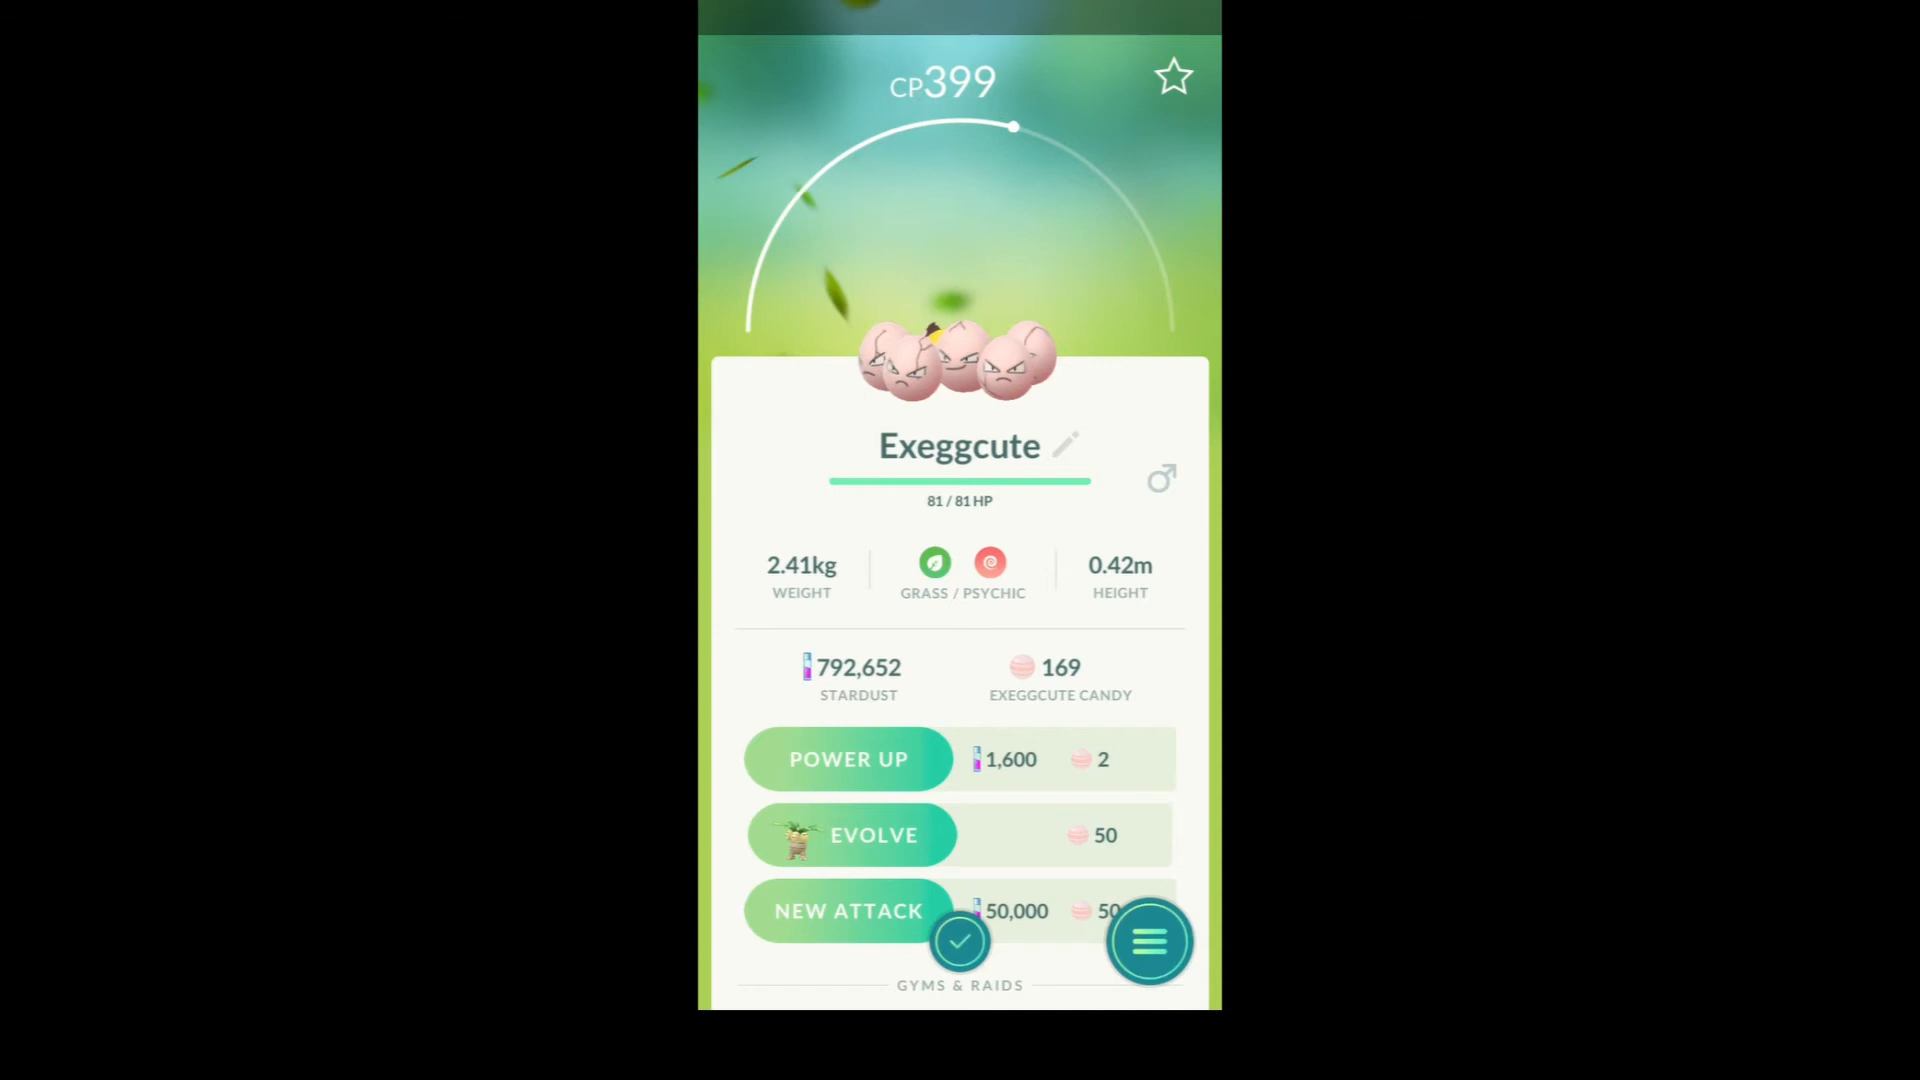 CP399
Exeggcute
81 / 81 HP
2.41kg
WEIGHT
GRASS / PSYCHIC
0.42m
HEIGHT
792,652
STARDUST
169
EXEGGCUTE CANDY
POWER UP 1,600 2
EVOLVE 50
NEW ATTACK 50,000 50
GYMS & RAIDS